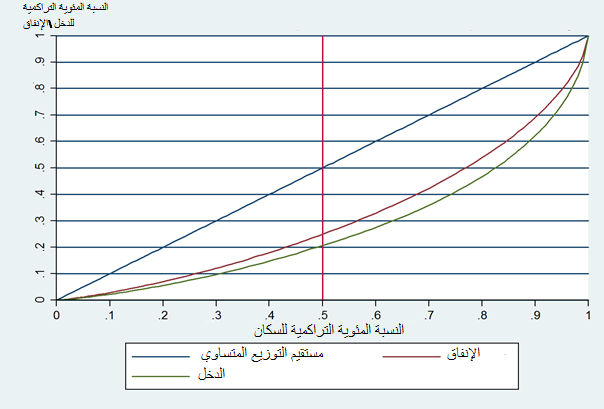 النسبة المئوية التراكمية
للدخل \الإنفاق
1
.9
.8
.7
.6
.5
.4
.3
.2
.1
0
0 .1 .2 .3 .4 .5 .6 .7 .8 .9 1
النسبة المئوية التراكمية للسكان
مستقيم التوزيع المتساوي الإنفاق
الدخل